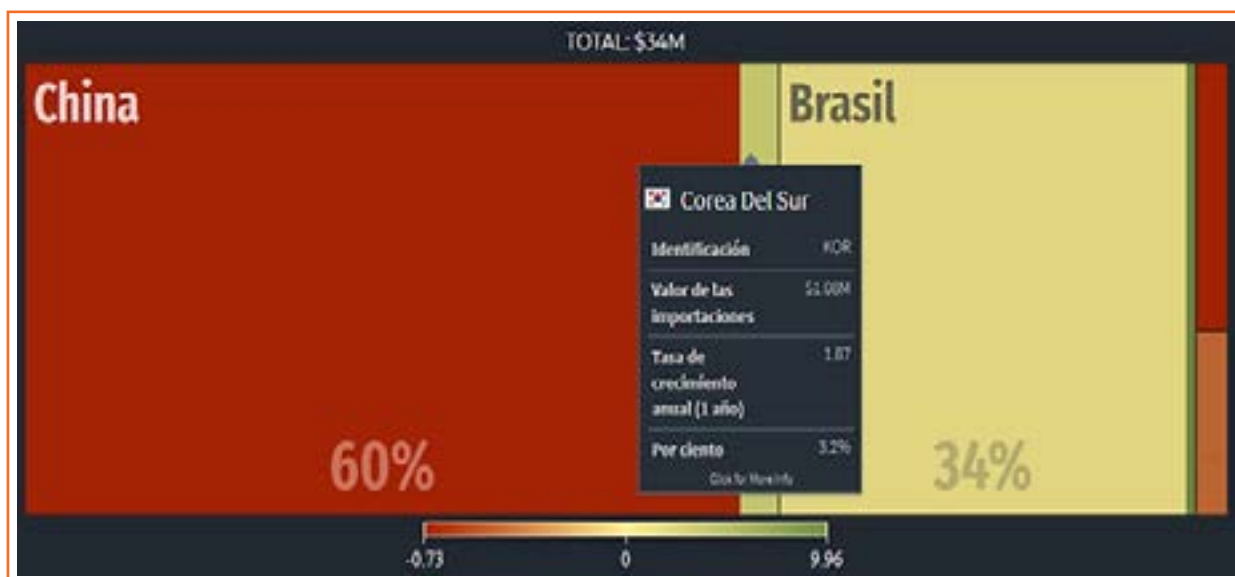 TOTAL: $34M
China
Brasil
Corea Del Sur
Identificación KOR
Valor de las $1.08M
importaciones
Tasa de 1.87
crecimiento
anual (1 año)
Por ciento 3.2%
Click for More Info
60%
34%
-0.73 0 9.96